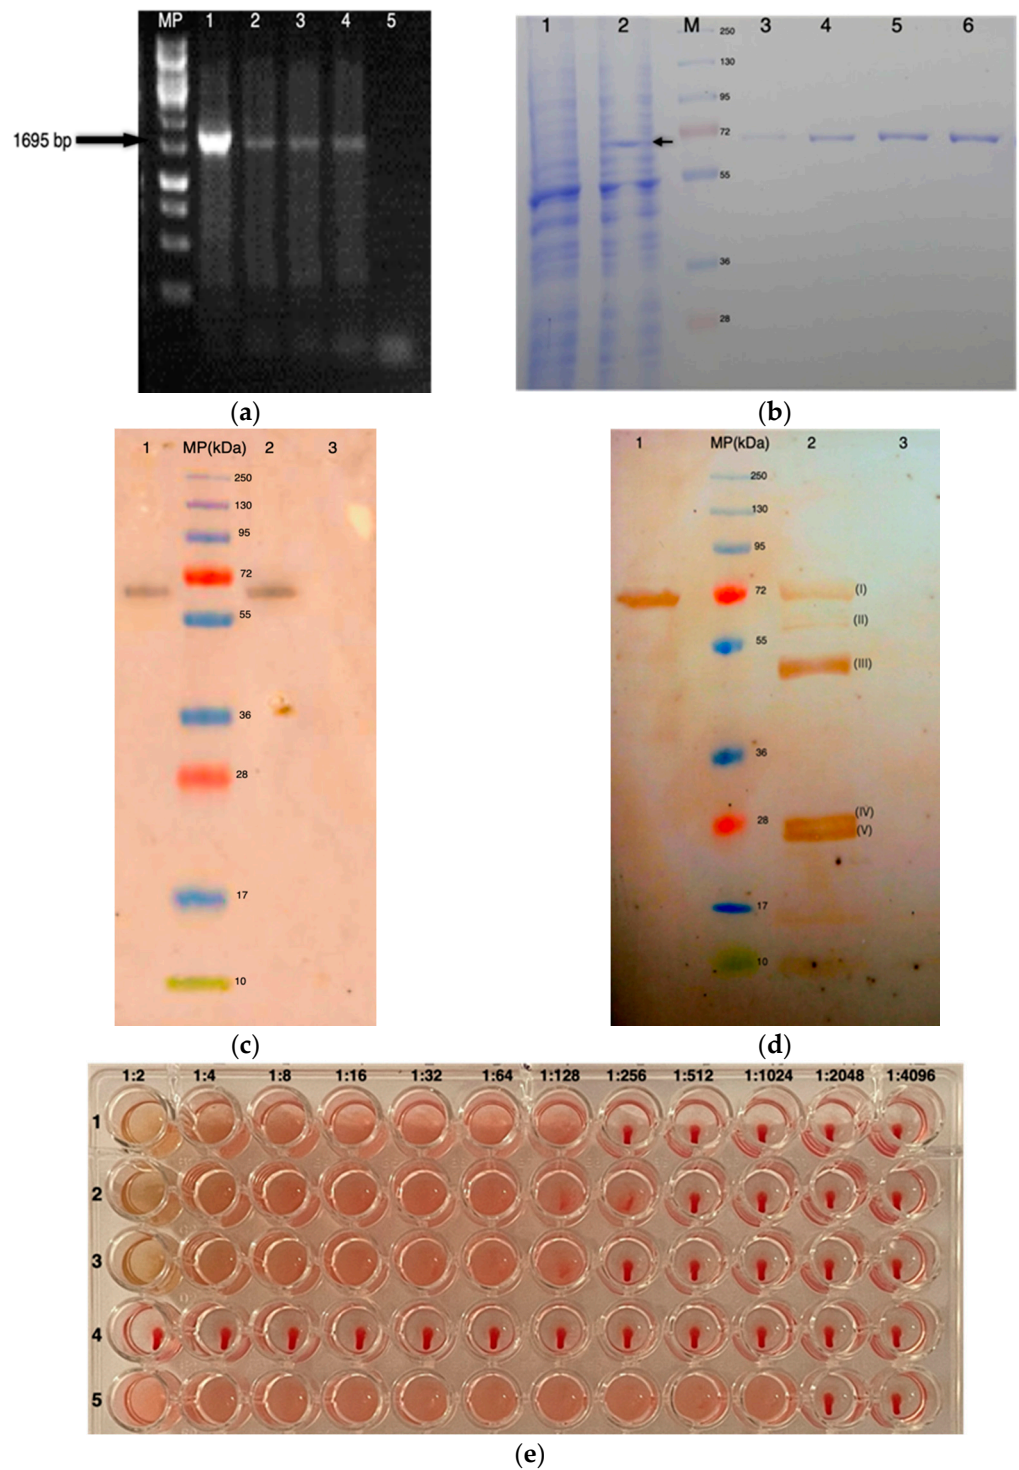 MP 1 2 3 4 5
1695 bp
(a)
1 2 M 3 4 5 6
250
130
95
72
55
36
28
(b)
1 MP(kDa) 2 3
250
130
95
72
55
36
28
17
10
(c)
1 MP(kDa) 2 3
250
130
95
72 (I)
(II)
55
(III)
36
(IV)
28
(V)
17
10
(d)
1:2 1:4 1:8 1:16 1:32 1:64 1:128 1:256 1:512 1:1024 1:2048 1:4096
1
2
3
4
5
(e)